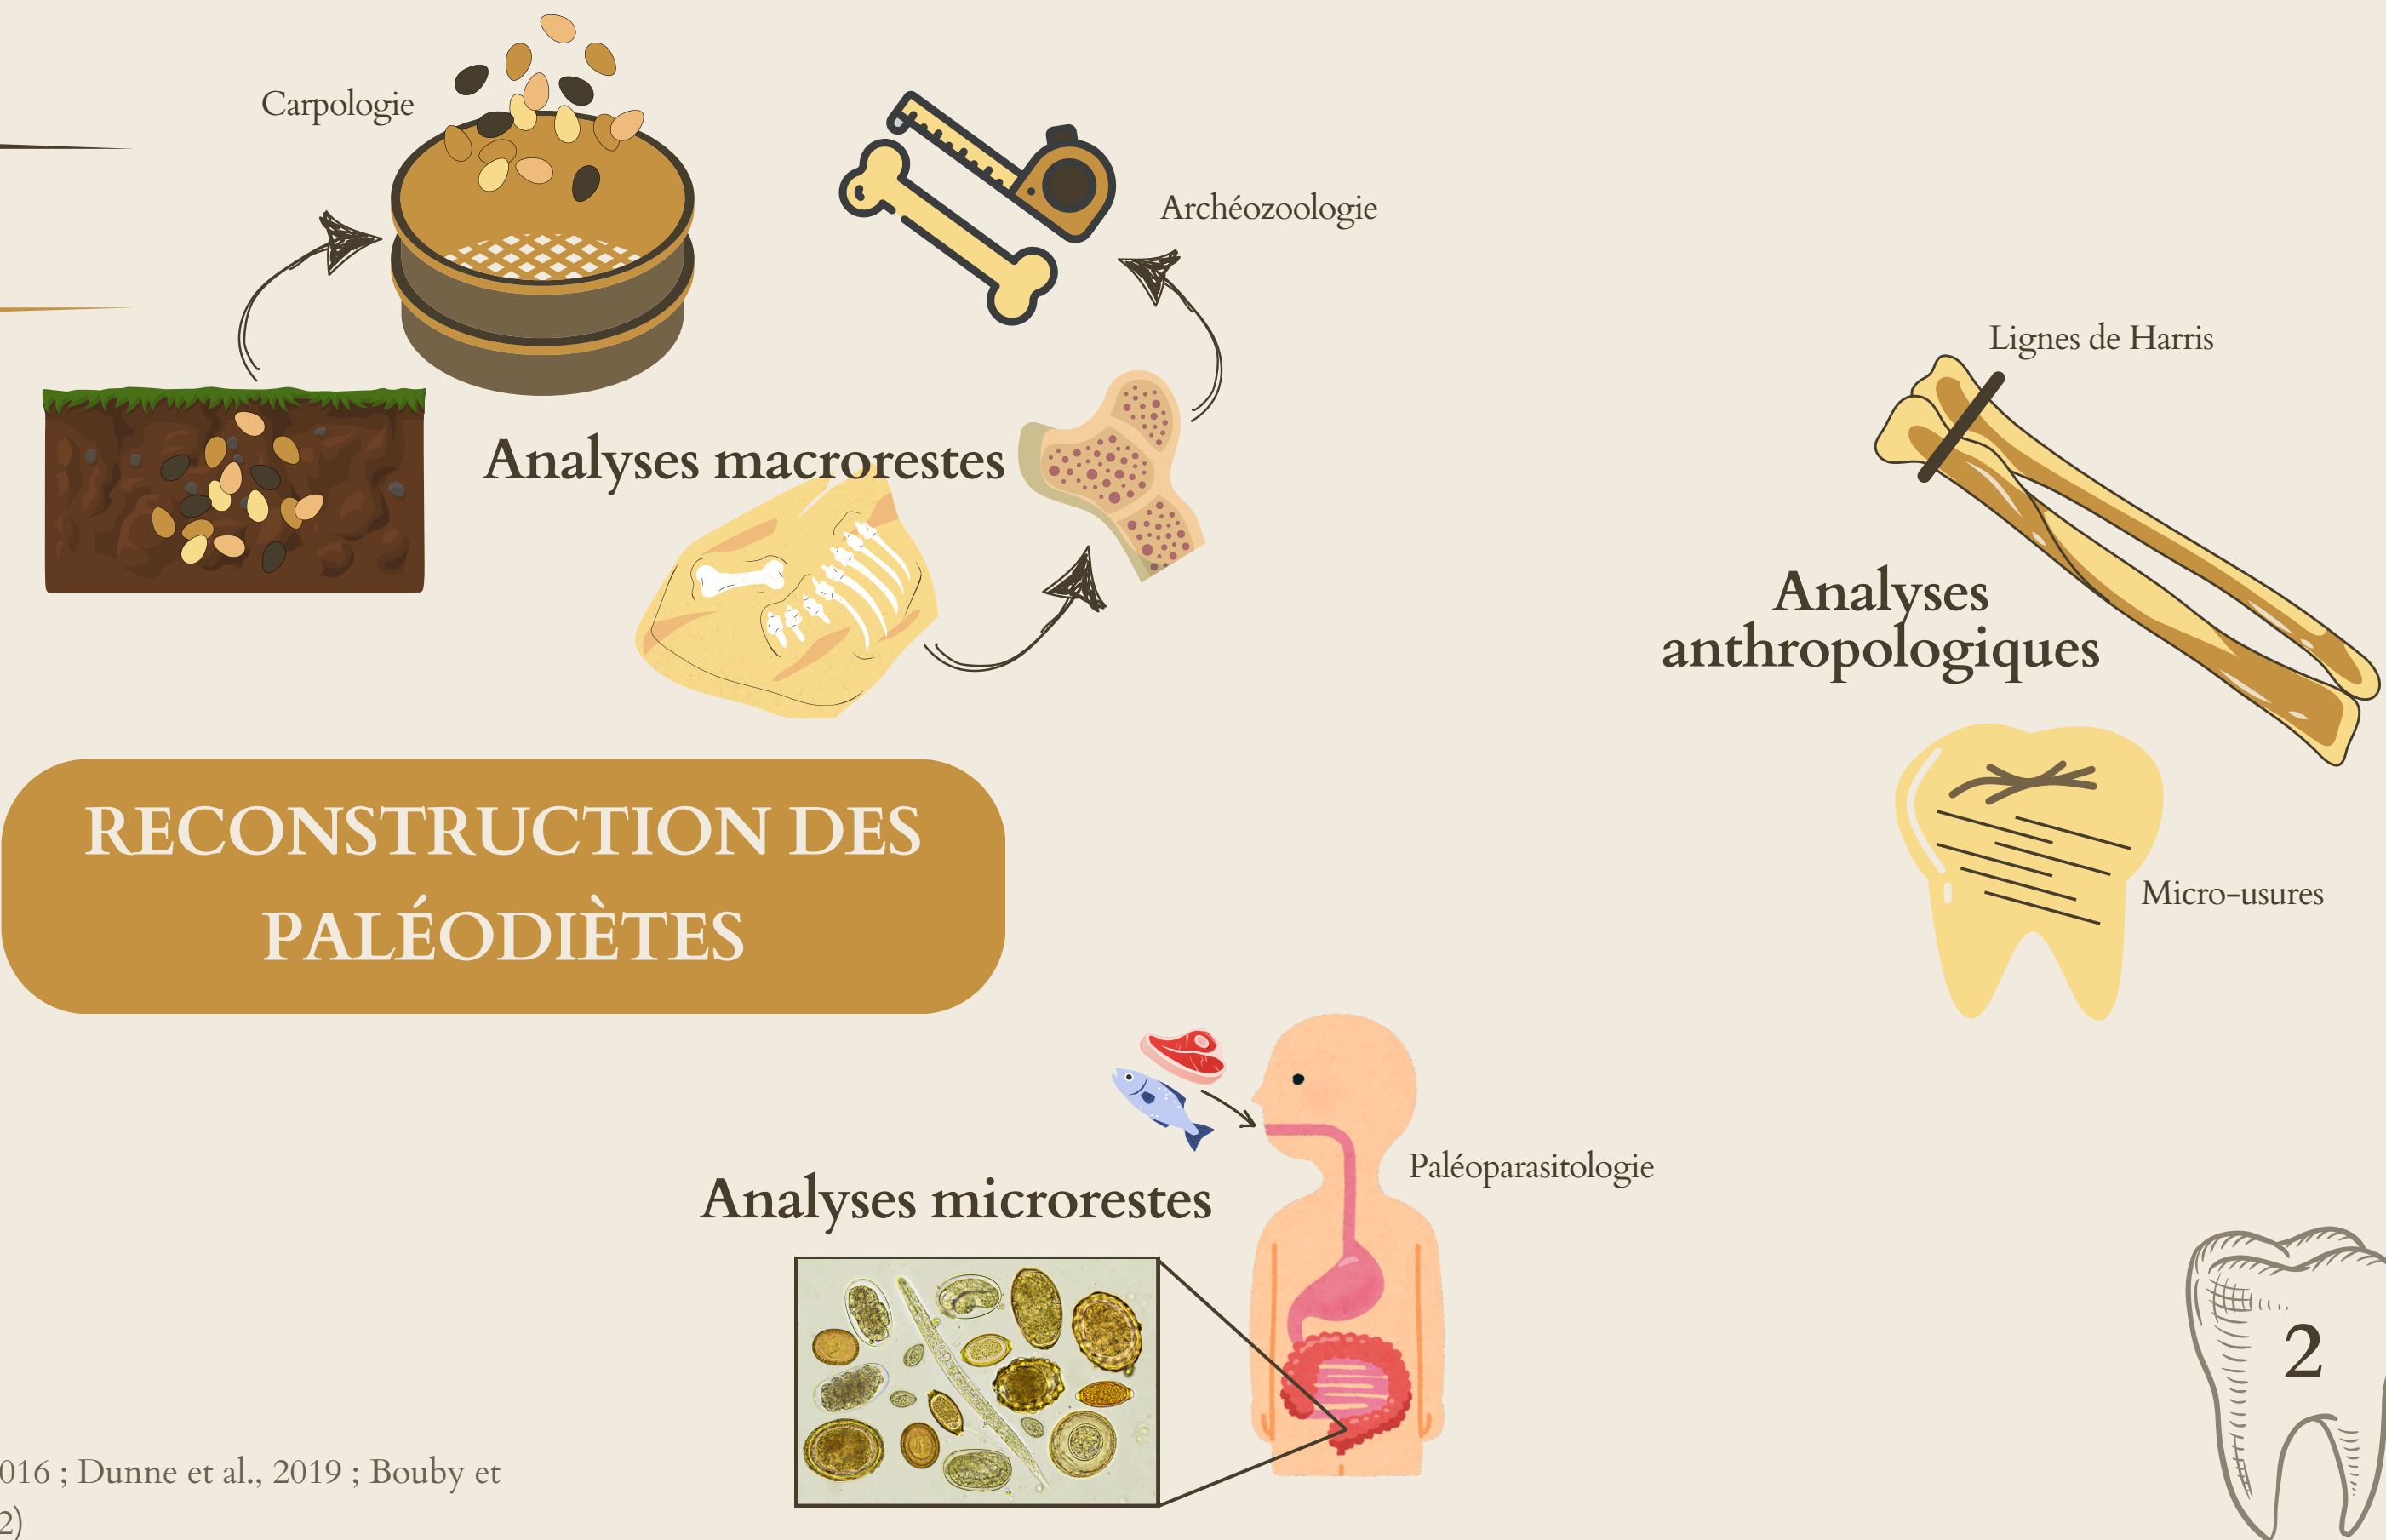 Carpologie
Archéozoologie
Lignes de Harris
Analyses macrorestes
Analyses
anthropologiques
RECONSTRUCTION DES
PALÉODIÈTES
Micro-usures
Paléoparasitologie
Analyses microrestes
2
016 ; Dunne et al., 2019 ; Bouby et
2)